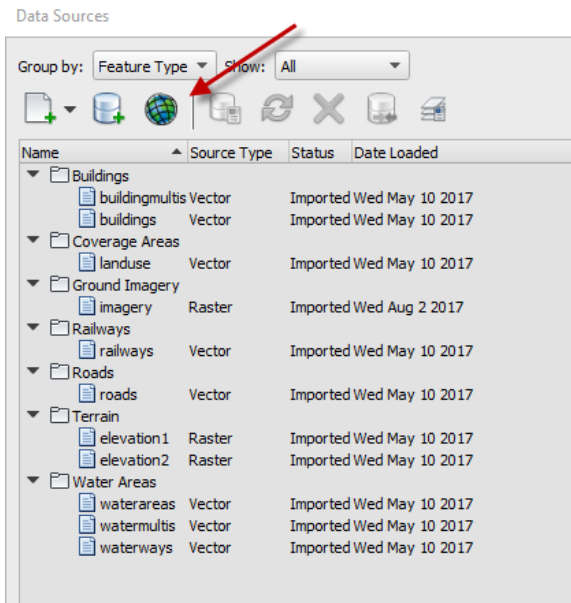 Data Sources
Group by: Feature Type Show: All
Name Source Type Status Date Loaded
Buildings
buildingmultis Vector Imported Wed May 10 2017
buildings Vector Imported Wed May 10 2017
Coverage Areas
landuse Vector Imported Wed May 10 2017
Ground Imagery
imagery Raster Imported Wed Aug 2 2017
Railways
railways Vector Imported Wed May 10 2017
Roads
roads Vector Imported Wed May 10 2017
Terrain
elevation1 Raster Imported Wed May 10 2017
elevation2 Raster Imported Wed May 10 2017
Water Areas
waterareas Vector Imported Wed May 10 2017
watermultis Vector Imported Wed May 10 2017
waterways Vector Imported Wed May 10 2017